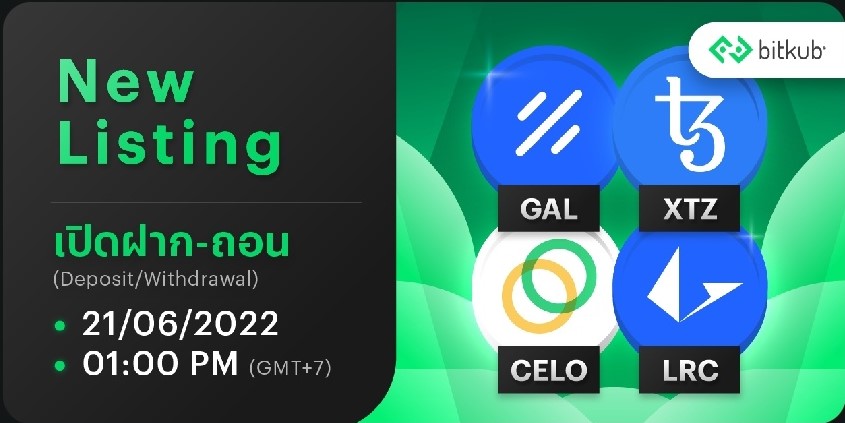 New
Listing
เปิดฝาก-ถอน
(Deposit/Withdrawal)
• 21/06/2022
• 01:00 PM (GMT+7)
bitkub
GAL
XTZ
CELO
LRC